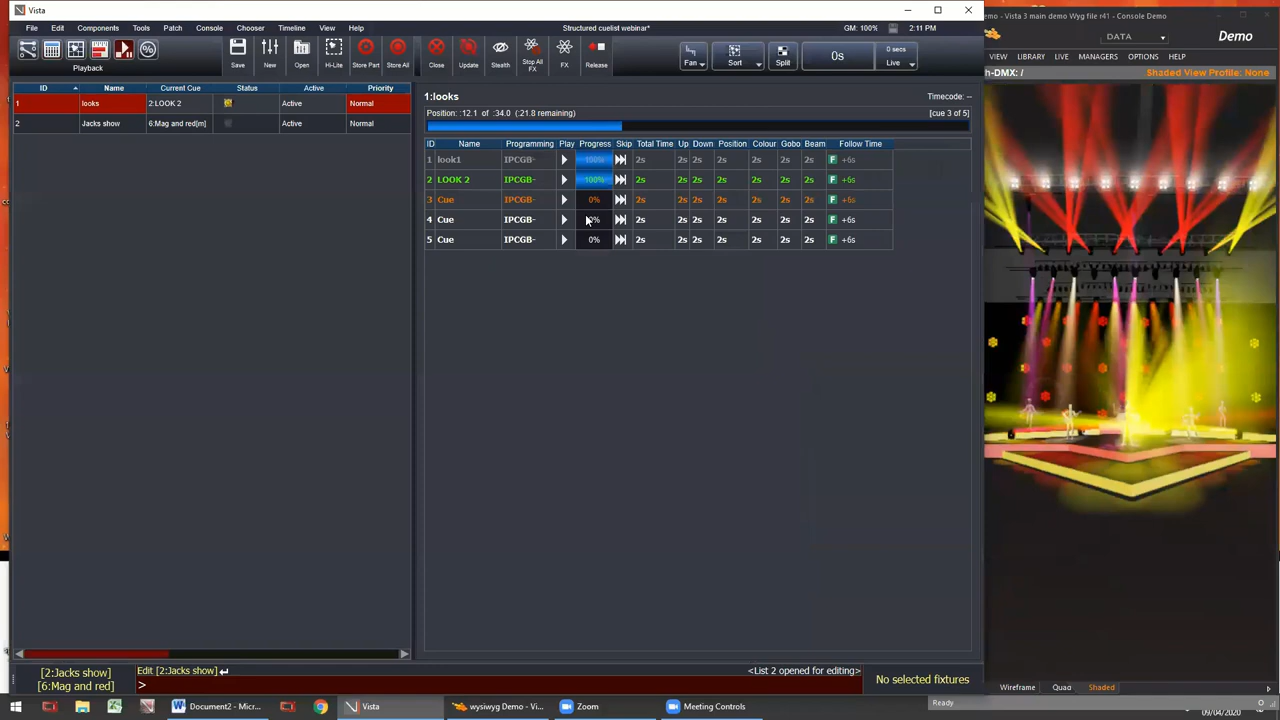 Vista
File Edit Components Tools Patch Console Chooser Timeline View Help Structured cuelist webinar* GM: 100% 2:11 PM
Playback
Save New Open Hi-Lite Store Part Store All Close Update Stealth Stop All FX FX Release Fan Sort Split 0s 0 secs Live
ID Name Current Cue Status Active Priority
1 looks 2:LOOK 2 Active Normal
2 Jacks show 6:Mag and red[m] Active Normal
1:looks
Timecode: --
Position: :12.1 of :34.0 (:21.8 remaining) [cue 3 of 5]
ID Name Programming Play Progress Skip Total Time Up Down Position Colour Gobo Beam Follow Time
1 look1 IPCGB- 100% 2s 2s 2s 2s 2s 2s 2s F +6s
2 LOOK 2 IPCGB- 100% 2s 2s 2s 2s 2s 2s 2s F +6s
3 Cue IPCGB- 0% 2s 2s 2s 2s 2s 2s 2s F +6s
4 Cue IPCGB- 0% 2s 2s 2s 2s 2s 2s 2s F +6s
5 Cue IPCGB- 0% 2s 2s 2s 2s 2s 2s 2s F +6s
[2:Jacks show]
[6:Mag and red]
Edit [2:Jacks show]
<List 2 opened for editing>
>
No selected fixtures
emo - Vista 3 main demo Wyg file r41 - Console Demo
DATA
Demo
VIEW LIBRARY LIVE MANAGERS OPTIONS HELP
h-DMX: / Shaded View Profile: None
Wireframe Quad Shaded
Ready
Document2 - Micr... Vista wysiwyg Demo - Vi... Zoom Meeting Controls
09/04/2020